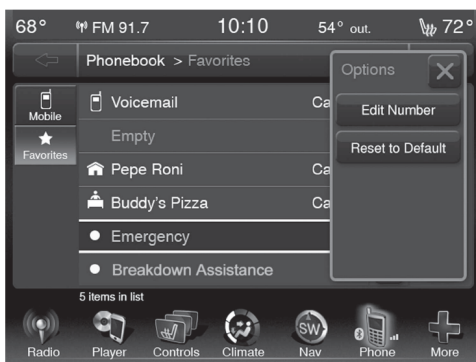 68° FM 91.7 10:10 54° out. 72°
Phonebook > Favorites
Options
Mobile
Favorites
Voicemail Ca
Empty
Pepe Roni Ca
Buddy's Pizza Ca
Emergency
Breakdown Assistance
Edit Number
Reset to Default
5 items in list
SW
Radio Player Controls Climate Nav Phone More